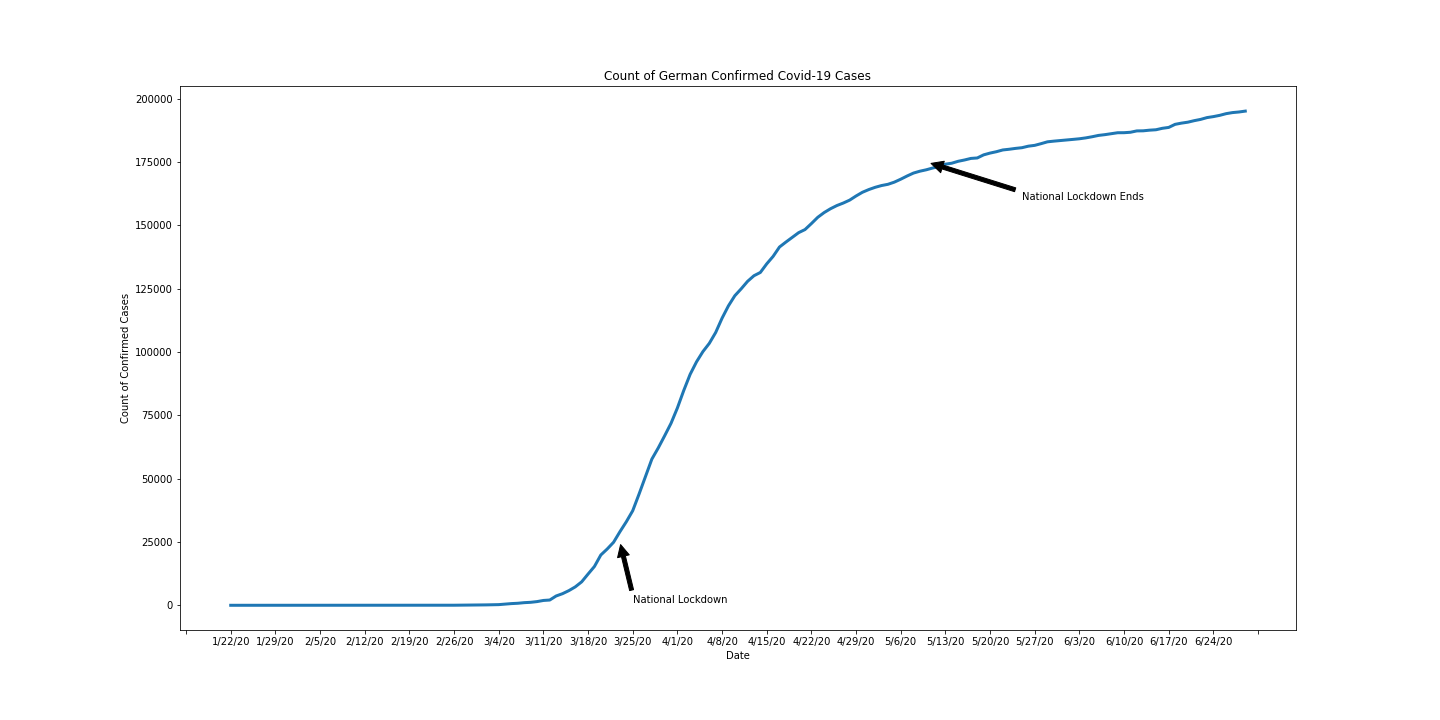 Count of German Confirmed Covid-19 Cases
200000
175000
150000
125000
100000
75000
50000
25000
0
Count of Confirmed Cases
National Lockdown Ends
National Lockdown
1/22/20 1/29/20 2/5/20 2/12/20 2/19/20 2/26/20 3/4/20 3/11/20 3/18/20 3/25/20 4/1/20 4/8/20 4/15/20 4/22/20 4/29/20 5/6/20 5/13/20 5/20/20 5/27/20 6/3/20 6/10/20 6/17/20 6/24/20
Date